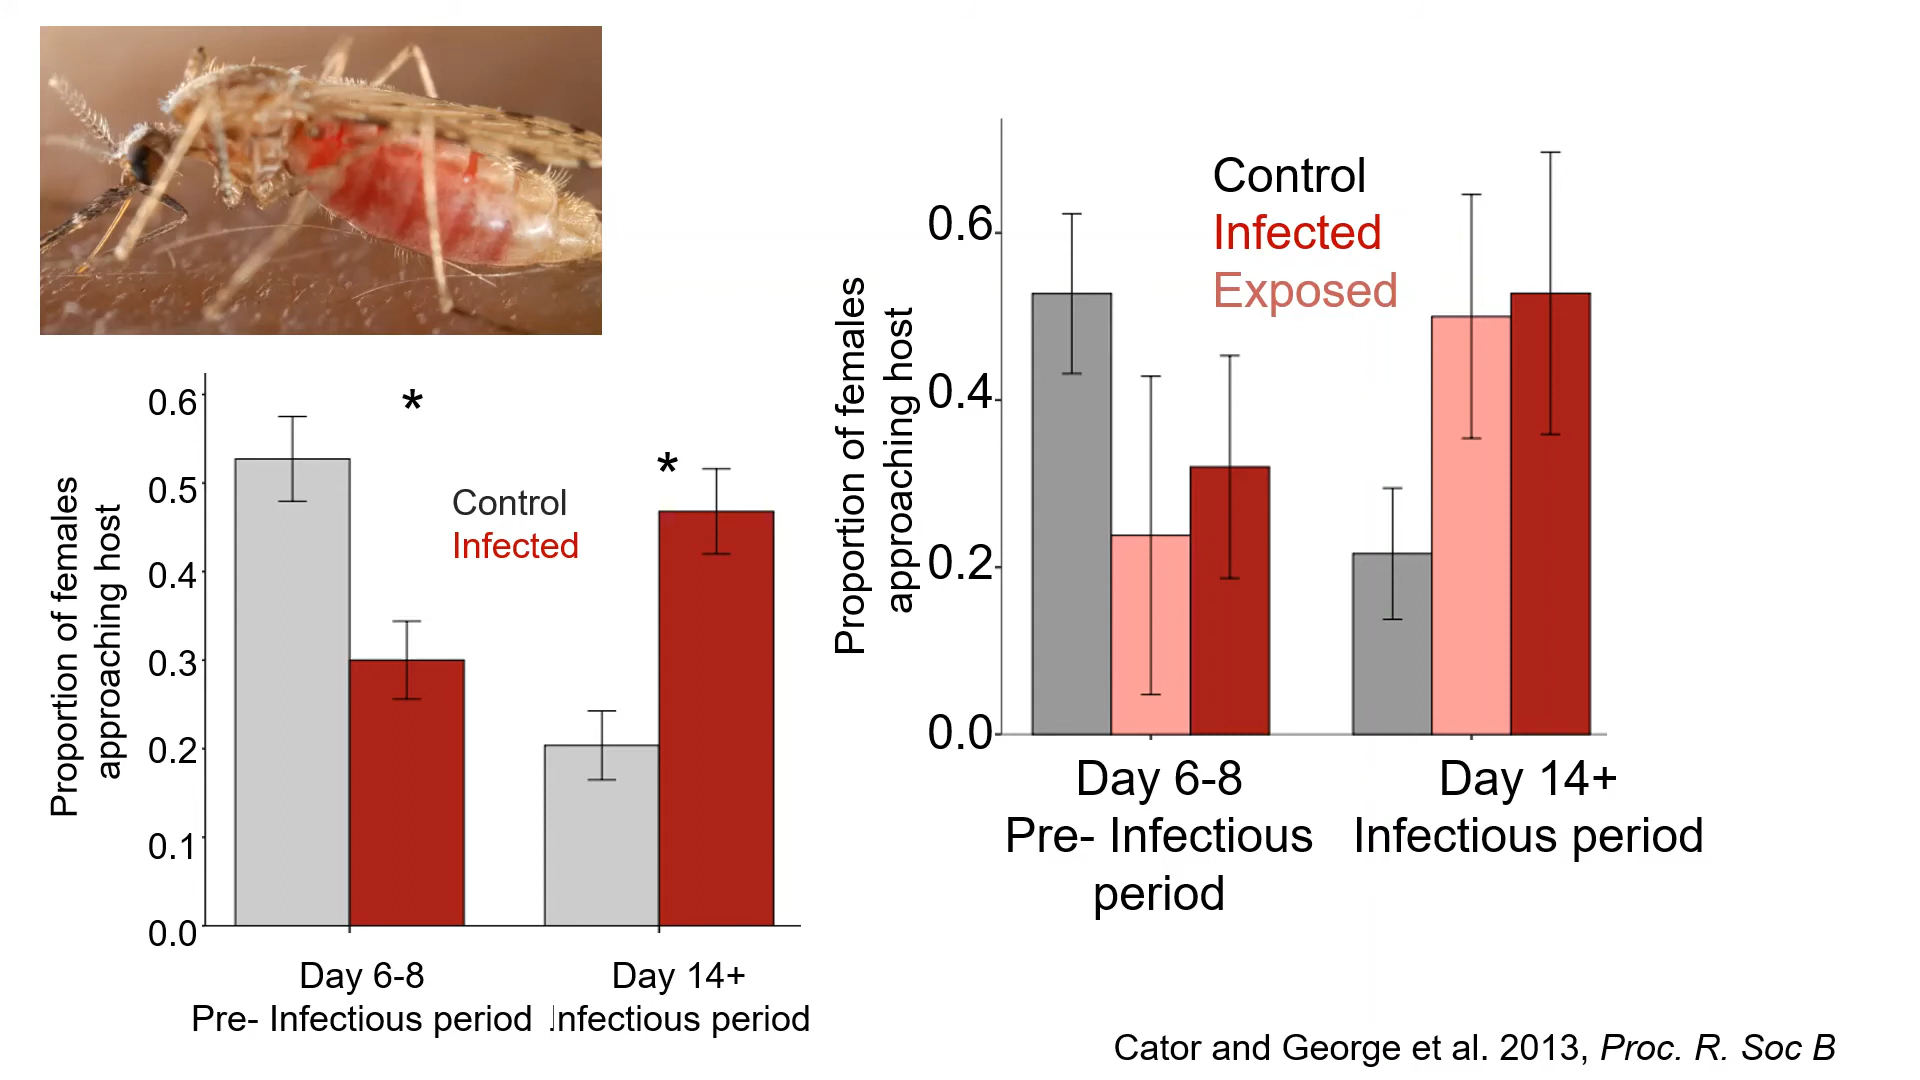 Proportion of females
approaching host
0.6
0.5
0.4
0.3
0.2
0.1
0.0
*
*
Control
Infected
Day 6-8
Pre- Infectious period
Day 14+
Infectious period
Proportion of females
approaching host
0.6
0.4
0.2
0.0
Control
Infected
Exposed
Day 6-8
Pre- Infectious
period
Day 14+
Infectious period
Cator and George et al. 2013, Proc. R. Soc B